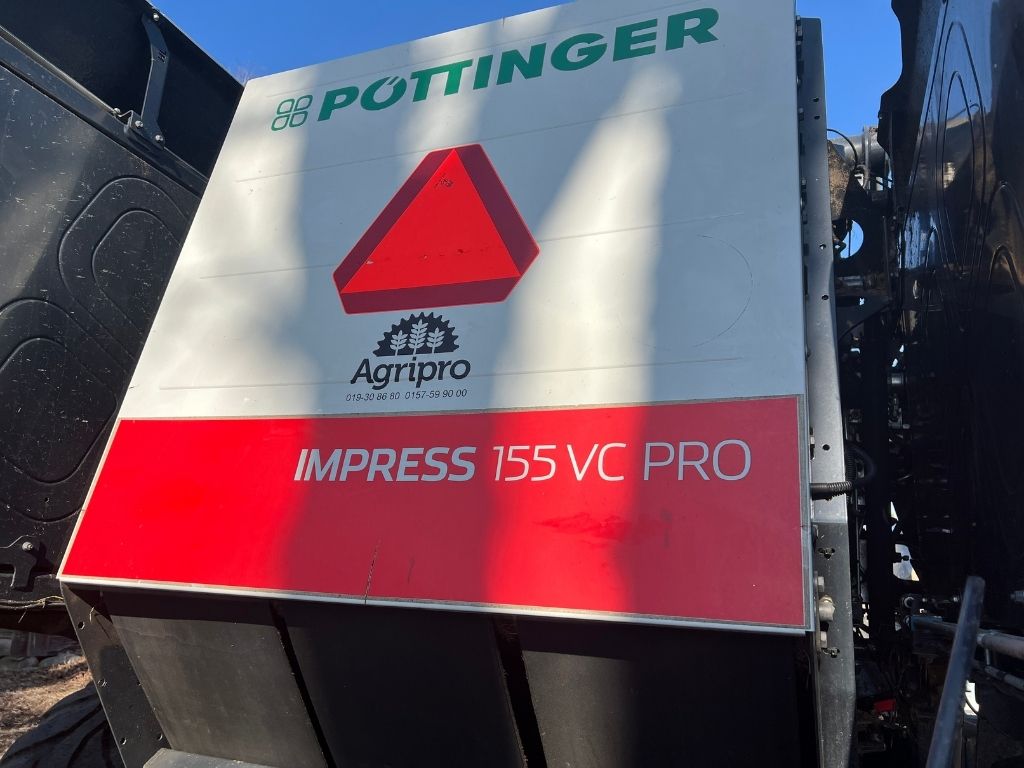 PÖTTINGER
Agripro
019-30 86 80 0157-59 90 00
IMPRESS 155 VC PRO